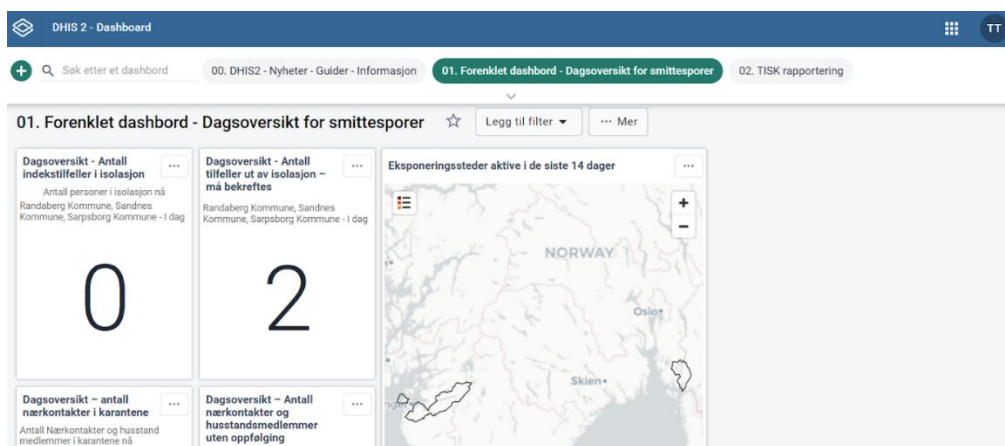 DHIS 2 - Dashboard
TT
Søk etter et dashbord
00. DHIS2 - Nyheter - Guider - Informasjon
01. Forenklet dashbord - Dagsoversikt for smittesporer
02. TISK rapportering
01. Forenklet dashbord - Dagsoversikt for smittesporer
Legg til filter
Mer
Dagsoversikt - Antall
indekstilfeller i isolasjon
Antall personer i isolasjon nå
Randaberg Kommune, Sandnes
Kommune, Sarpsborg Kommune - I dag
0
Dagsoversikt - Antall
tilfeller ut av isolasjon –
må bekreftes
Randaberg Kommune, Sandnes
Kommune, Sarpsborg Kommune - I dag
2
Eksponeringssteder aktive i de siste 14 dager
+
−
NORWAY
Oslo
Skien
Dagsoversikt – antall
nærkontakter i karantene
Antall Nærkontakter og husstand
medlemmer i karantene nå
Dagsoversikt – Antall
nærkontakter og
husstandsmedlemmer
uten oppfølging